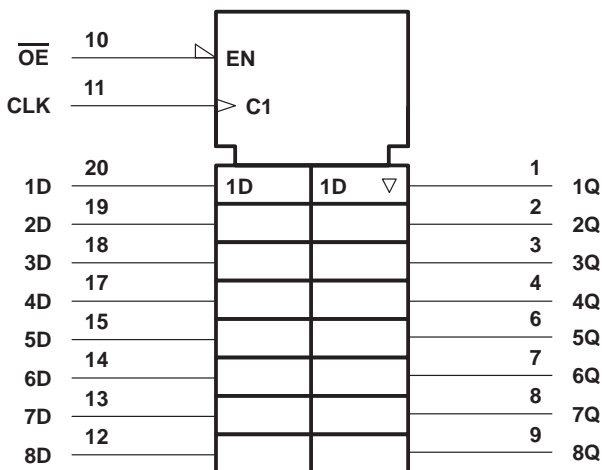 OE 10 EN
CLK 11 C1
1D 20 1D 1D ▽ 1 1Q
2D 19 2 2Q
3D 18 3 3Q
4D 17 4 4Q
5D 15 6 5Q
6D 14 7 6Q
7D 13 8 7Q
8D 12 9 8Q